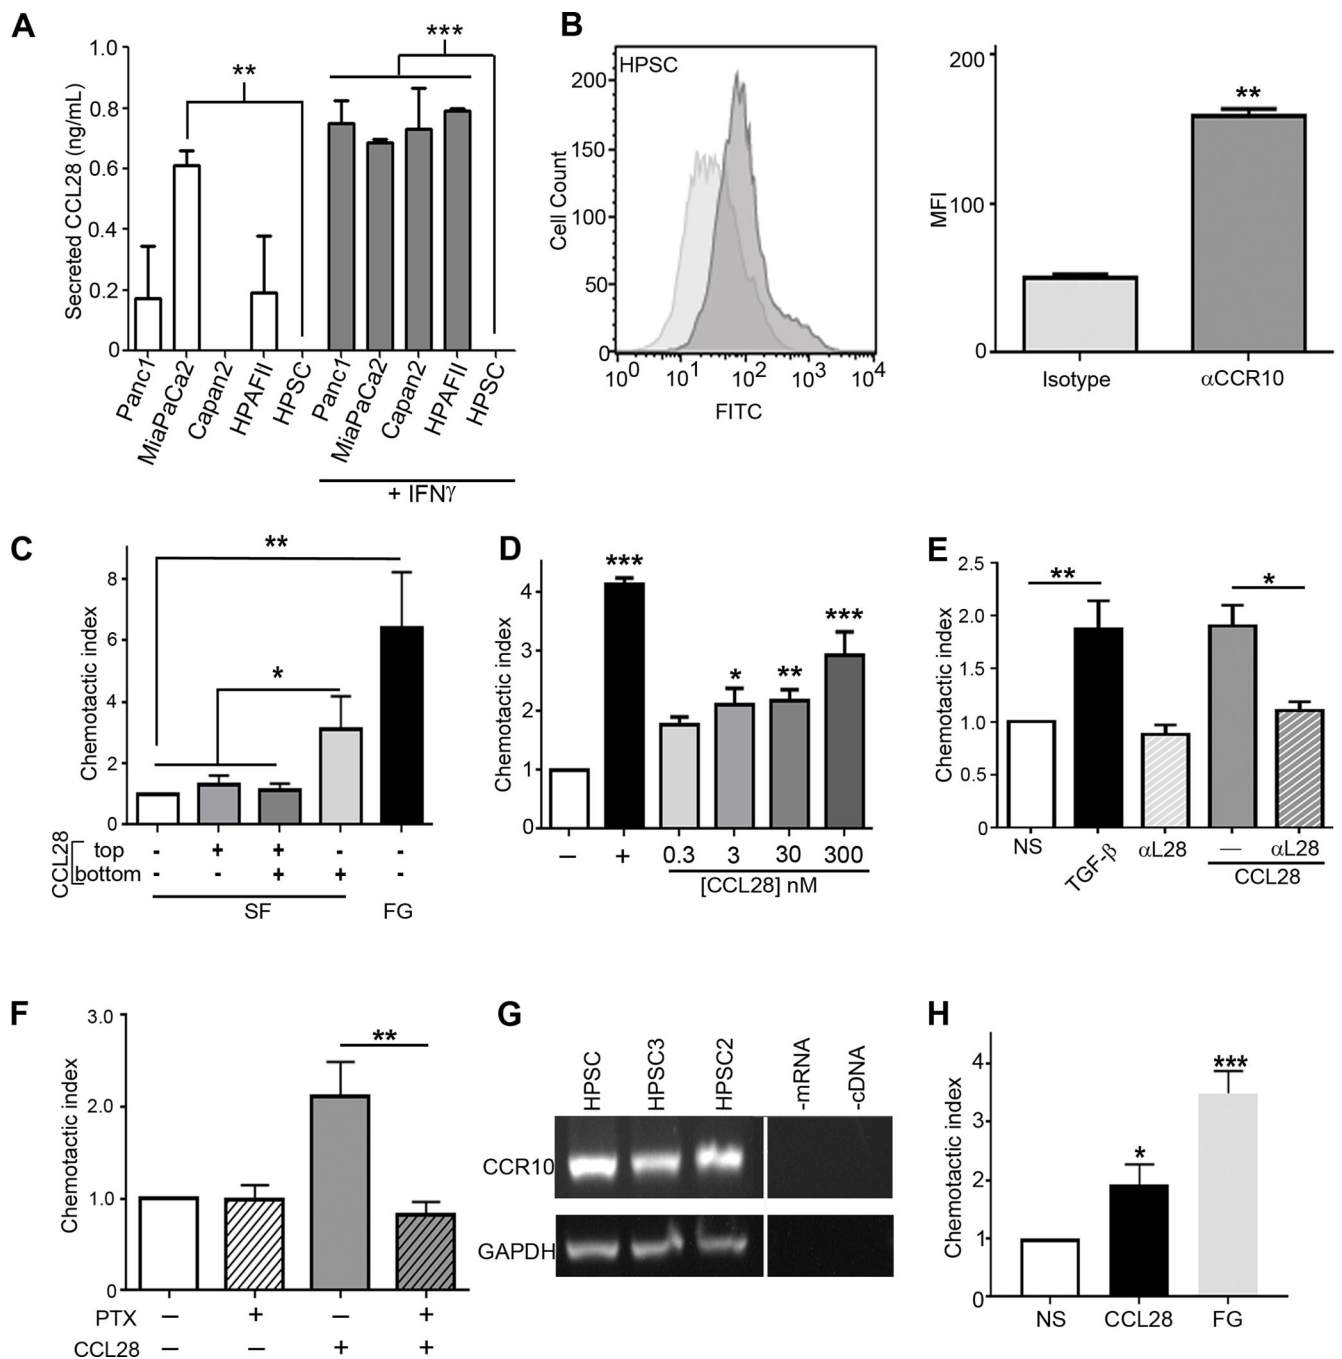 A
Secreted CCL28 (ng/mL)
1.0
0.8
0.6
0.4
0.2
0
**
***
Panc1
MiaPaCa2
Capan2
HPAFII
HPSC
Panc1
MiaPaCa2
Capan2
HPAFII
HPSC
+ IFNγ
B
HPSC
Cell Count
200
150
100
50
0
10^0 10^1 10^2 10^3 10^4
FITC
MFI
200
100
0
**
Isotype αCCR10
C
Chemotactic index
8
6
4
2
0
**
*
CCL28
top - + + - -
bottom - - + + -
SF FG
D
Chemotactic index
4
3
2
1
0
***
*
**
***
– + 0.3 3 30 300
[CCL28] nM
E
Chemotactic index
2.5
2.0
1.5
1.0
0.5
0
**
*
NS TGF-β αL28 — αL28
CCL28
F
Chemotactic index
3.0
2.0
1.0
0
**
PTX – + – +
CCL28 – – + +
G
HPSC
HPSC3
HPSC2
-mRNA
-cDNA
CCR10
GAPDH
H
Chemotactic index
4
3
2
1
0
*
***
NS CCL28 FG